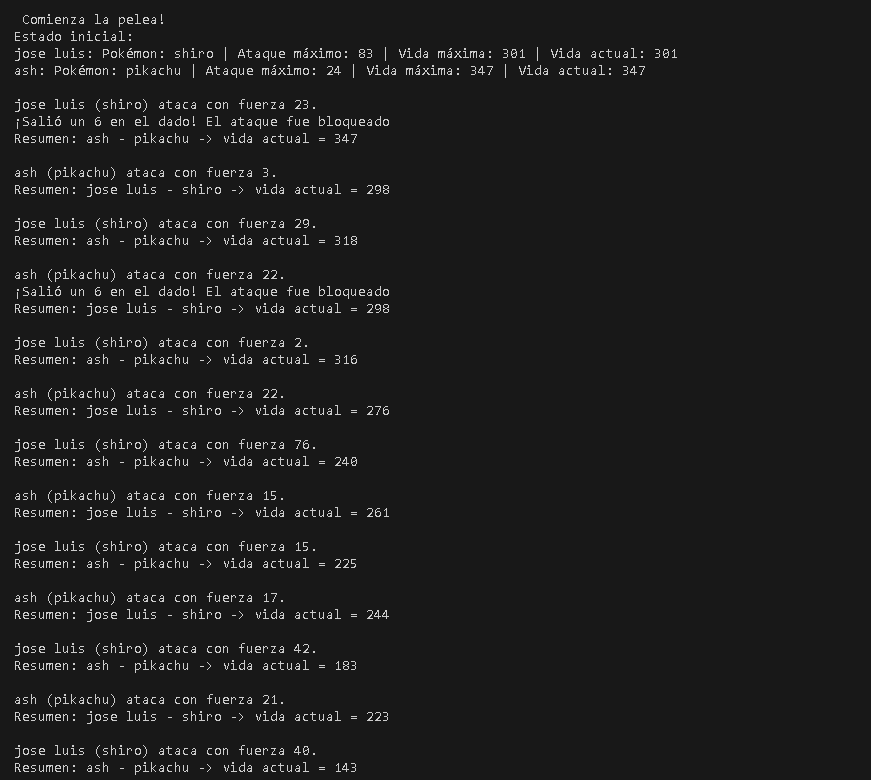 Comienza la pelea!
Estado inicial:
jose luis: Pokémon: shiro | Ataque máximo: 83 | Vida máxima: 301 | Vida actual: 301
ash: Pokémon: pikachu | Ataque máximo: 24 | Vida máxima: 347 | Vida actual: 347

jose luis (shiro) ataca con fuerza 23.
¡Salió un 6 en el dado! El ataque fue bloqueado
Resumen: ash - pikachu -> vida actual = 347

ash (pikachu) ataca con fuerza 3.
Resumen: jose luis - shiro -> vida actual = 298

jose luis (shiro) ataca con fuerza 29.
Resumen: ash - pikachu -> vida actual = 318

ash (pikachu) ataca con fuerza 22.
¡Salió un 6 en el dado! El ataque fue bloqueado
Resumen: jose luis - shiro -> vida actual = 298

jose luis (shiro) ataca con fuerza 2.
Resumen: ash - pikachu -> vida actual = 316

ash (pikachu) ataca con fuerza 22.
Resumen: jose luis - shiro -> vida actual = 276

jose luis (shiro) ataca con fuerza 76.
Resumen: ash - pikachu -> vida actual = 240

ash (pikachu) ataca con fuerza 15.
Resumen: jose luis - shiro -> vida actual = 261

jose luis (shiro) ataca con fuerza 15.
Resumen: ash - pikachu -> vida actual = 225

ash (pikachu) ataca con fuerza 17.
Resumen: jose luis - shiro -> vida actual = 244

jose luis (shiro) ataca con fuerza 42.
Resumen: ash - pikachu -> vida actual = 183

ash (pikachu) ataca con fuerza 21.
Resumen: jose luis - shiro -> vida actual = 223

jose luis (shiro) ataca con fuerza 40.
Resumen: ash - pikachu -> vida actual = 143